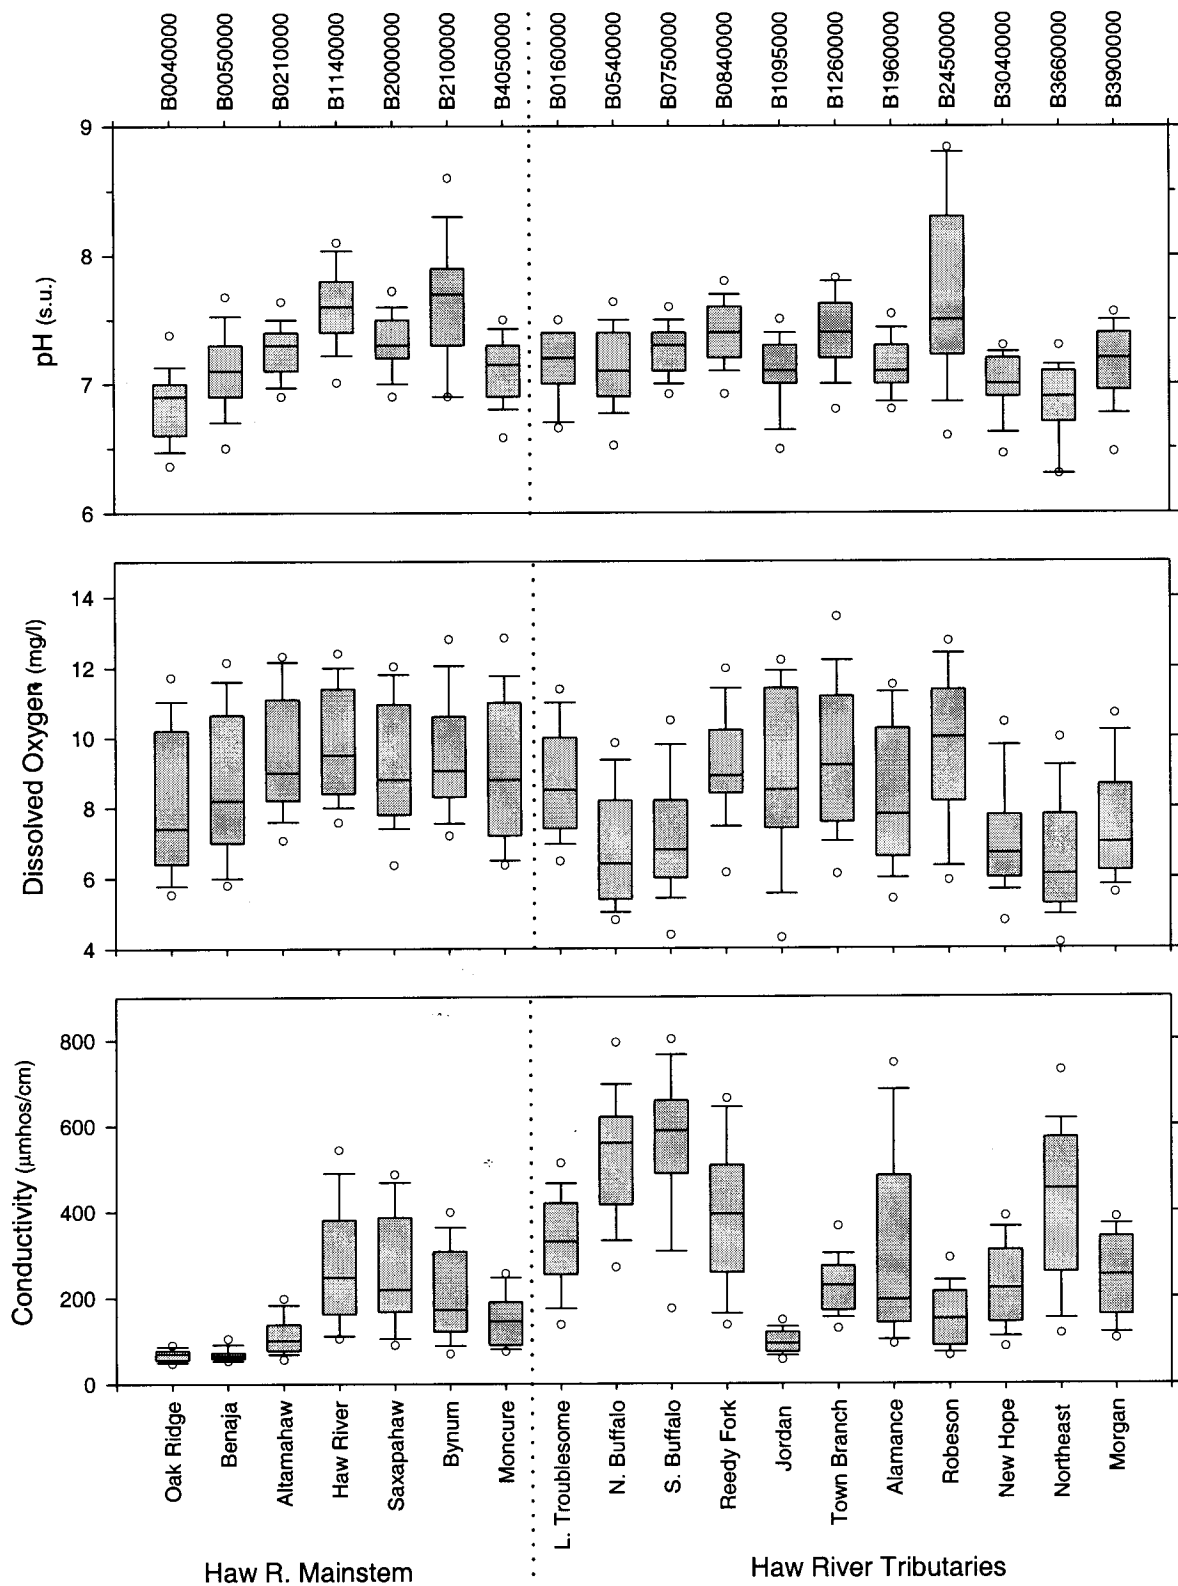 B0040000
B0050000
B0210000
B1140000
B2000000
B2100000
B4050000
B0160000
B0540000
B0750000
B0840000
B1095000
B1260000
B1960000
B2450000
B3040000
B3660000
B3900000
pH (s.u.)
9
8
7
6
Dissolved Oxygen (mg/l)
14
12
10
8
6
4
Conductivity (µmhos/cm)
800
600
400
200
0
Oak Ridge
Benaja
Altamahaw
Haw River
Saxapahaw
Bynum
Moncure
L. Troublesome
N. Buffalo
S. Buffalo
Reedy Fork
Jordan
Town Branch
Alamance
Robeson
New Hope
Northeast
Morgan
Haw R. Mainstem
Haw River Tributaries